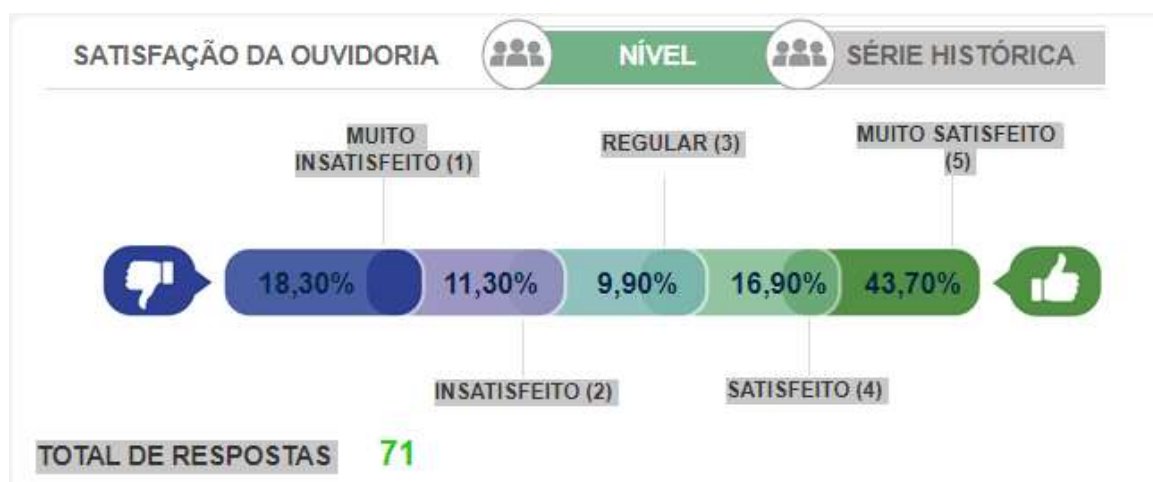 SATISFAÇÃO DA OUVIDORIA
NÍVEL
SÉRIE HISTÓRICA
MUITO
INSATISFEITO (1)
REGULAR (3)
MUITO SATISFEITO
(5)
18,30%
11,30%
9,90%
16,90%
43,70%
INSATISFEITO (2)
SATISFEITO (4)
TOTAL DE RESPOSTAS 71